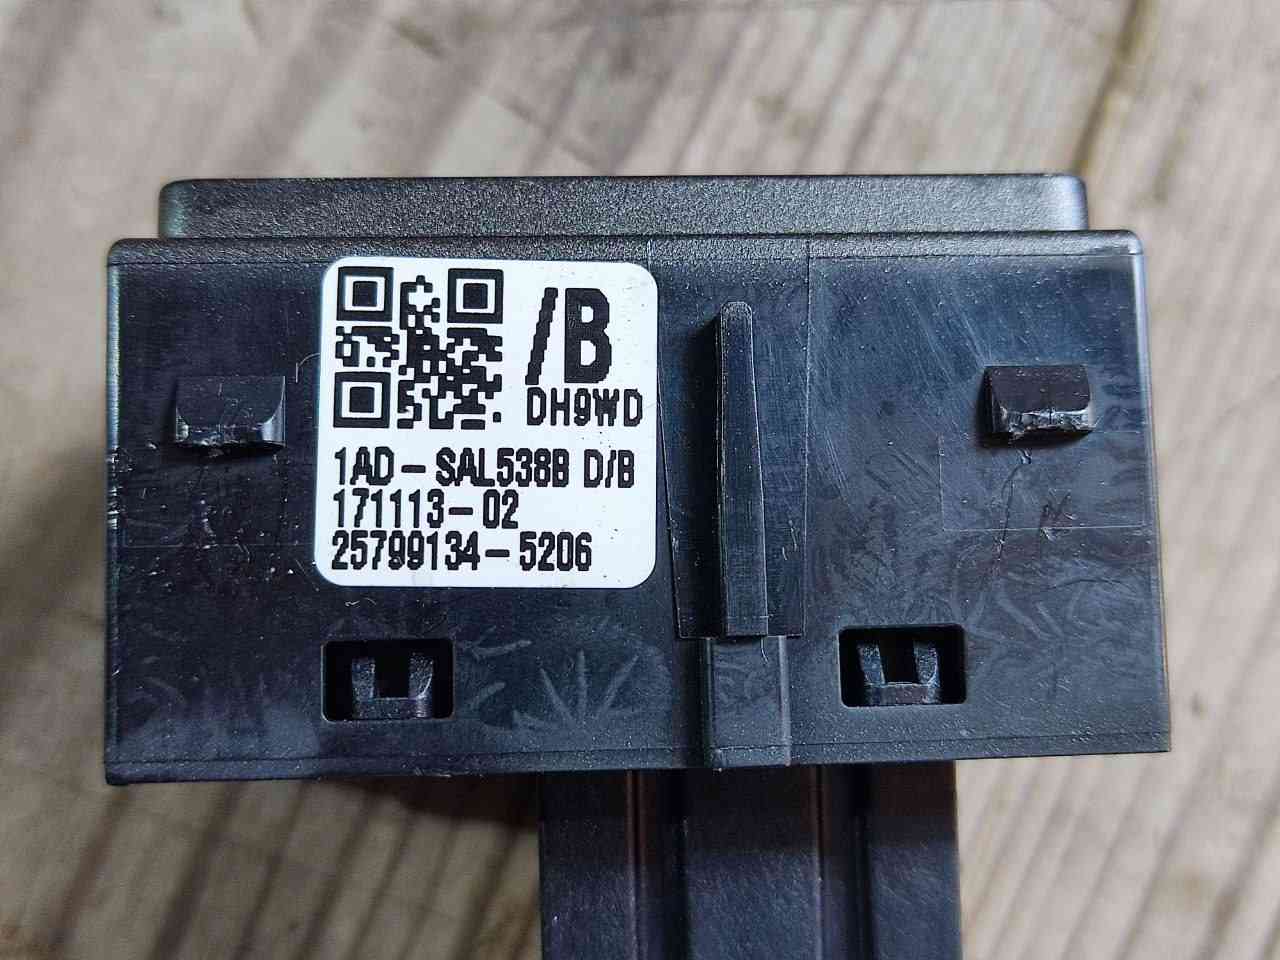 /B
DH9WD
1AD-SAL538B D/B
171113-02
25799134-5206